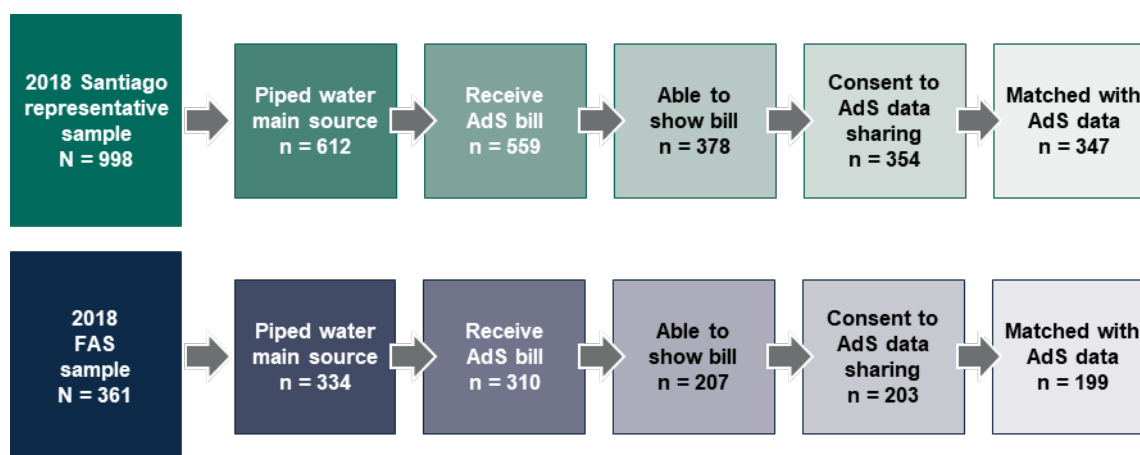 2018 Santiago
representative
sample
N = 998
Piped water
main source
n = 612
Receive
AdS bill
n = 559
Able to
show bill
n = 378
Consent to
AdS data
sharing
n = 354
Matched with
AdS data
n = 347
2018
FAS
sample
N = 361
Piped water
main source
n = 334
Receive
AdS bill
n = 310
Able to
show bill
n = 207
Consent to
AdS data
sharing
n = 203
Matched with
AdS data
n = 199